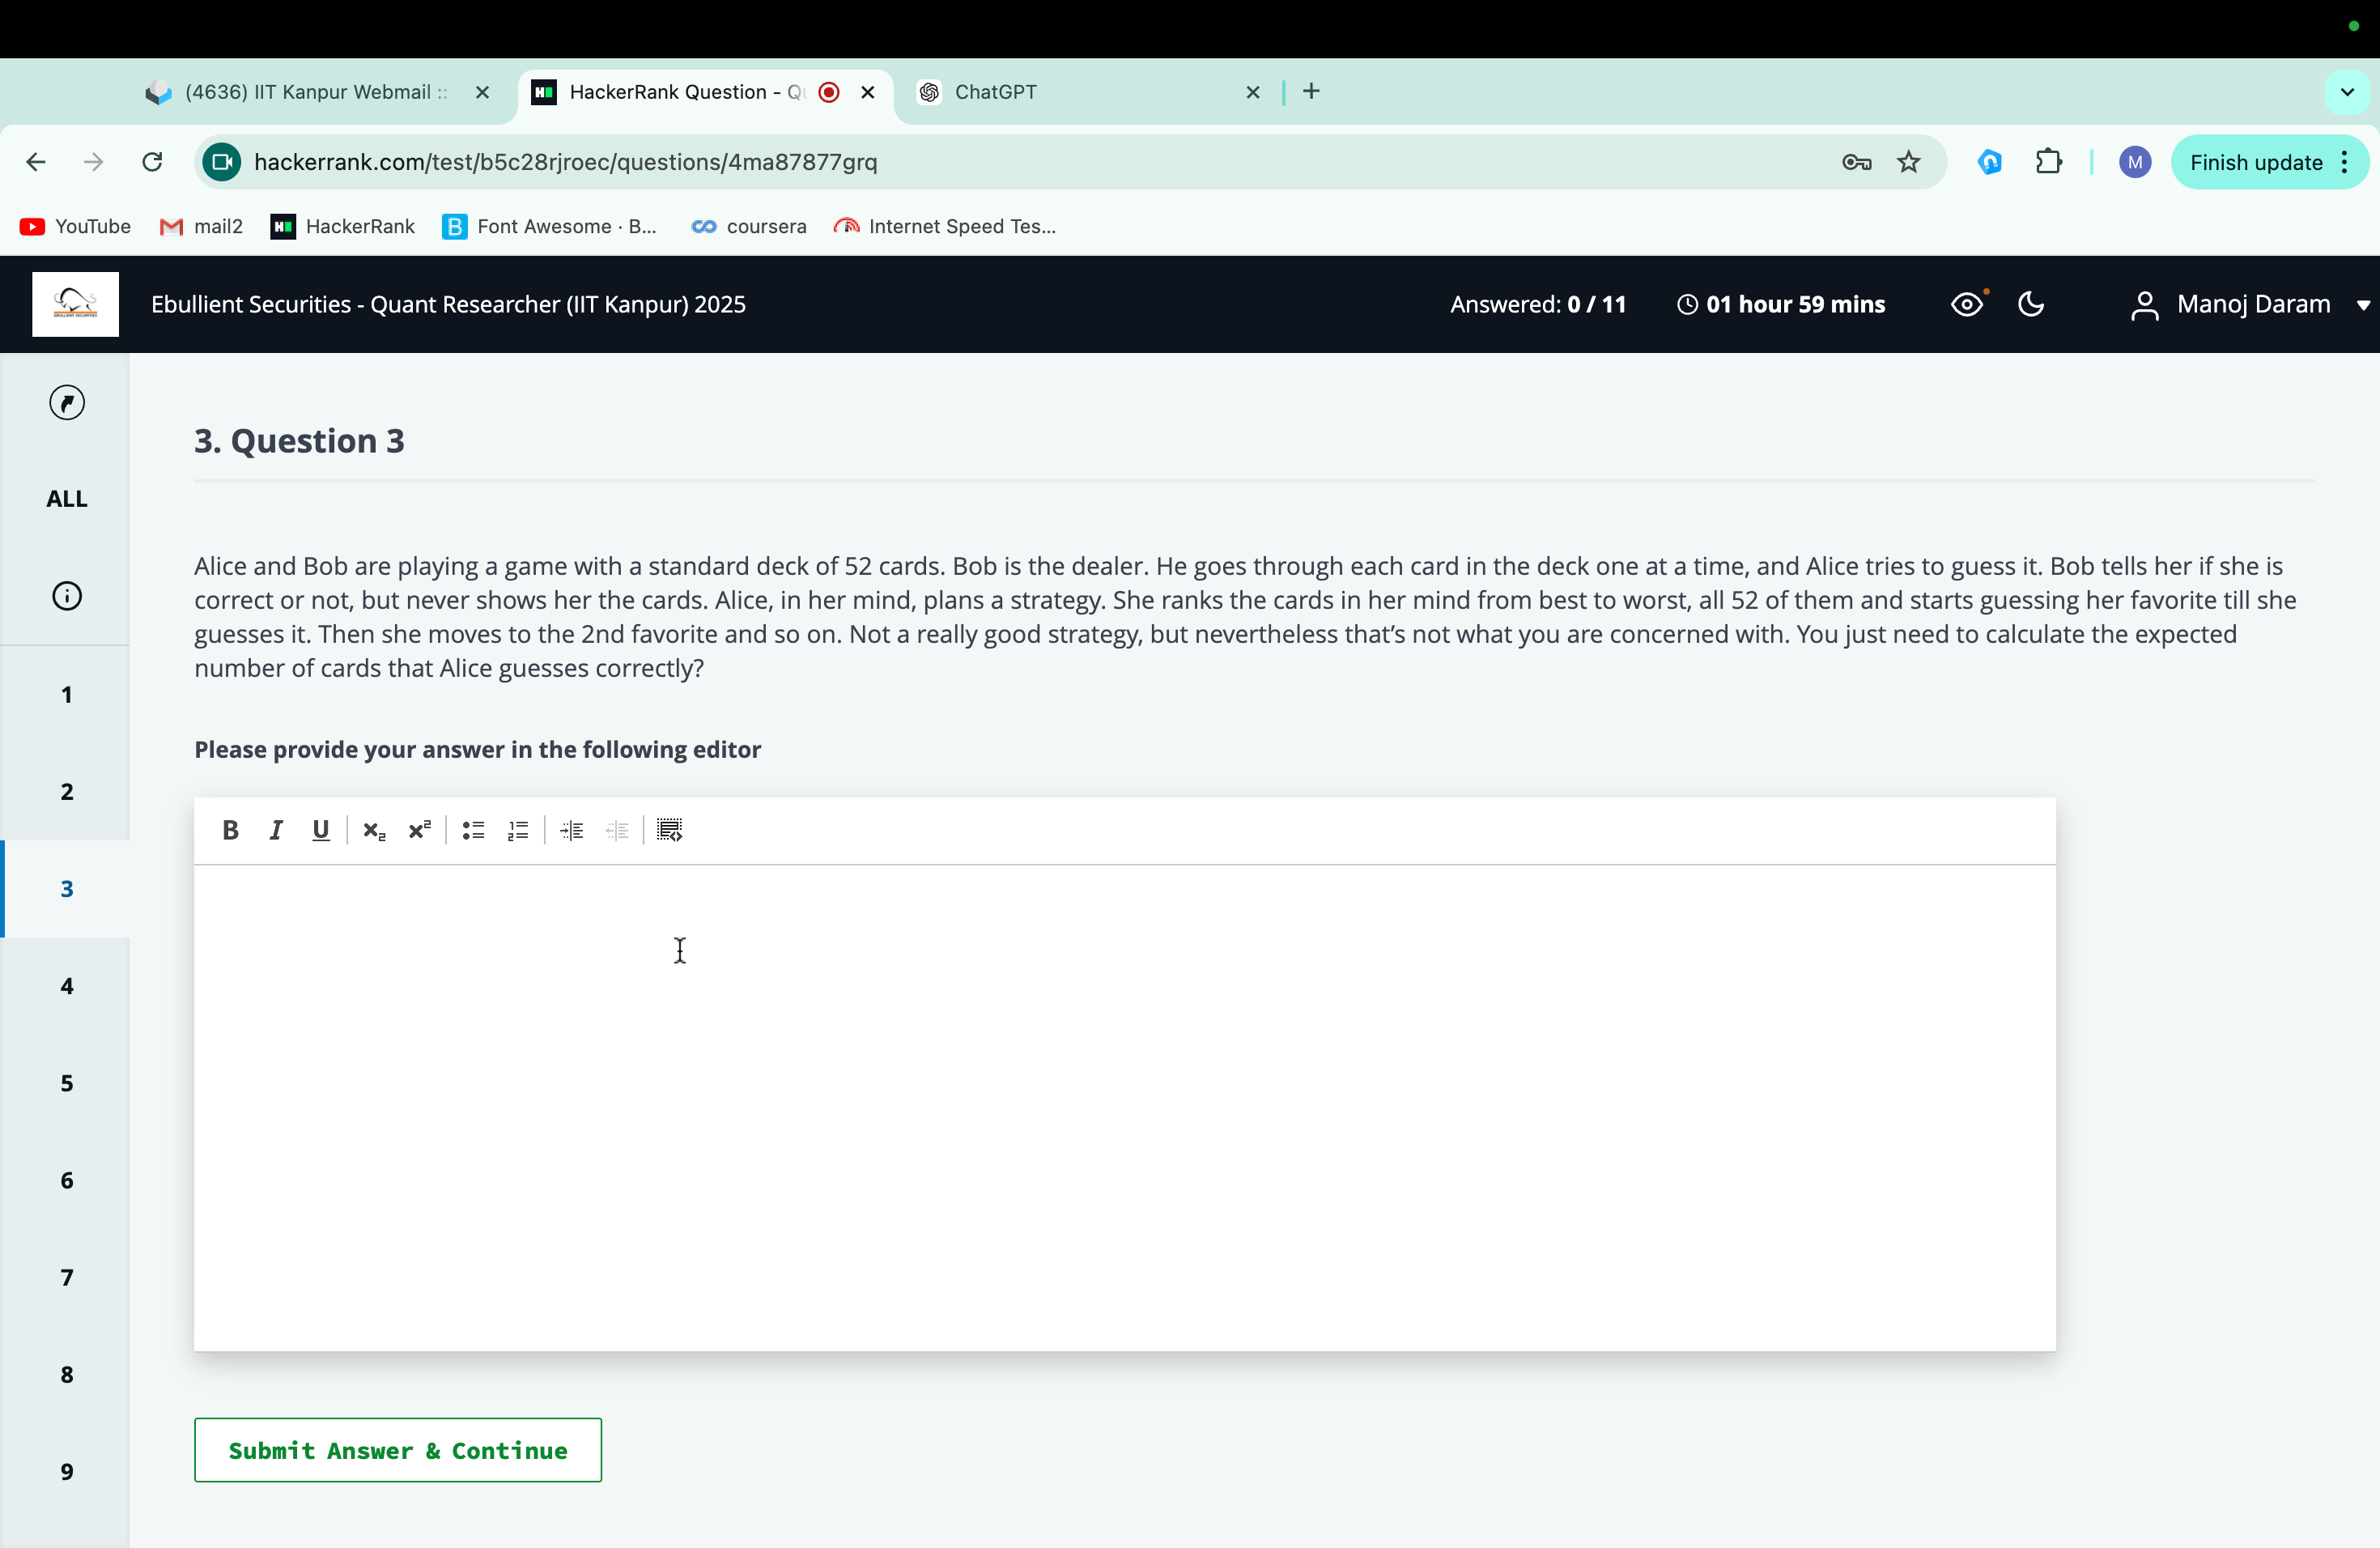 (4636) IIT Kanpur Webmail ::
HackerRank Question - Qu
ChatGPT
hackerrank.com/test/b5c28rjroec/questions/4ma87877grq
M
Finish update
YouTube
mail2
HackerRank
Font Awesome · B...
coursera
Internet Speed Tes...
EBULLIENT SECURITIES
Ebullient Securities - Quant Researcher (IIT Kanpur) 2025
Answered: 0 / 11
01 hour 59 mins
Manoj Daram
ALL
1
2
3
4
5
6
7
8
9
3. Question 3
Alice and Bob are playing a game with a standard deck of 52 cards. Bob is the dealer. He goes through each card in the deck one at a time, and Alice tries to guess it. Bob tells her if she is
correct or not, but never shows her the cards. Alice, in her mind, plans a strategy. She ranks the cards in her mind from best to worst, all 52 of them and starts guessing her favorite till she
guesses it. Then she moves to the 2nd favorite and so on. Not a really good strategy, but nevertheless that's not what you are concerned with. You just need to calculate the expected
number of cards that Alice guesses correctly?
Please provide your answer in the following editor
B I U x₂ x²
Submit Answer & Continue